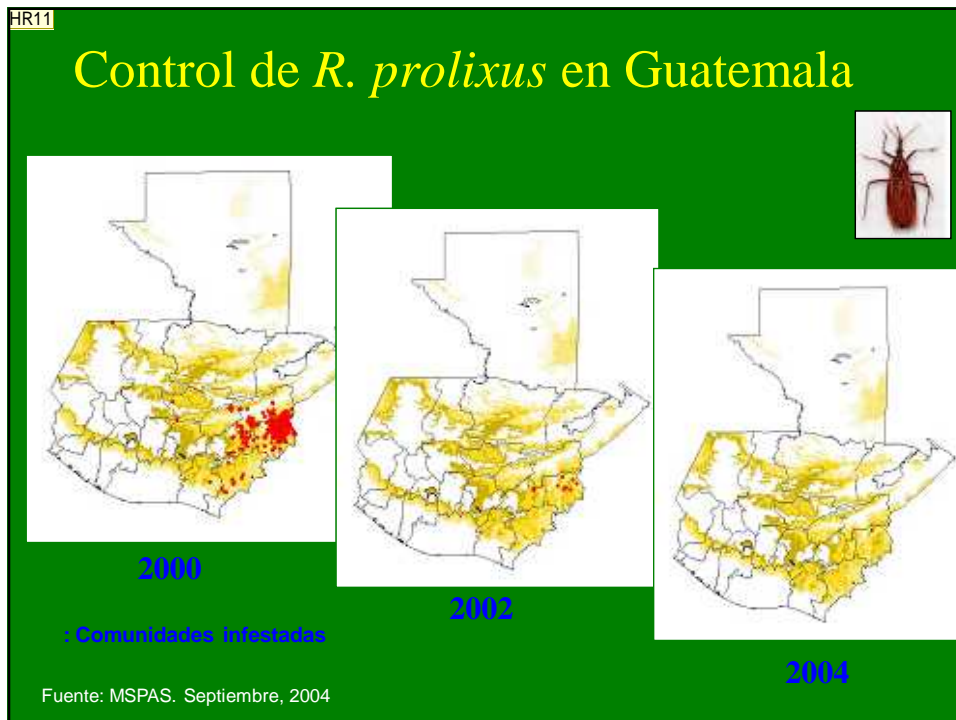 HR11
Control de R. prolixus en Guatemala
2000
2002
: Comunidades infestadas
2004
Fuente: MSPAS. Septiembre, 2004